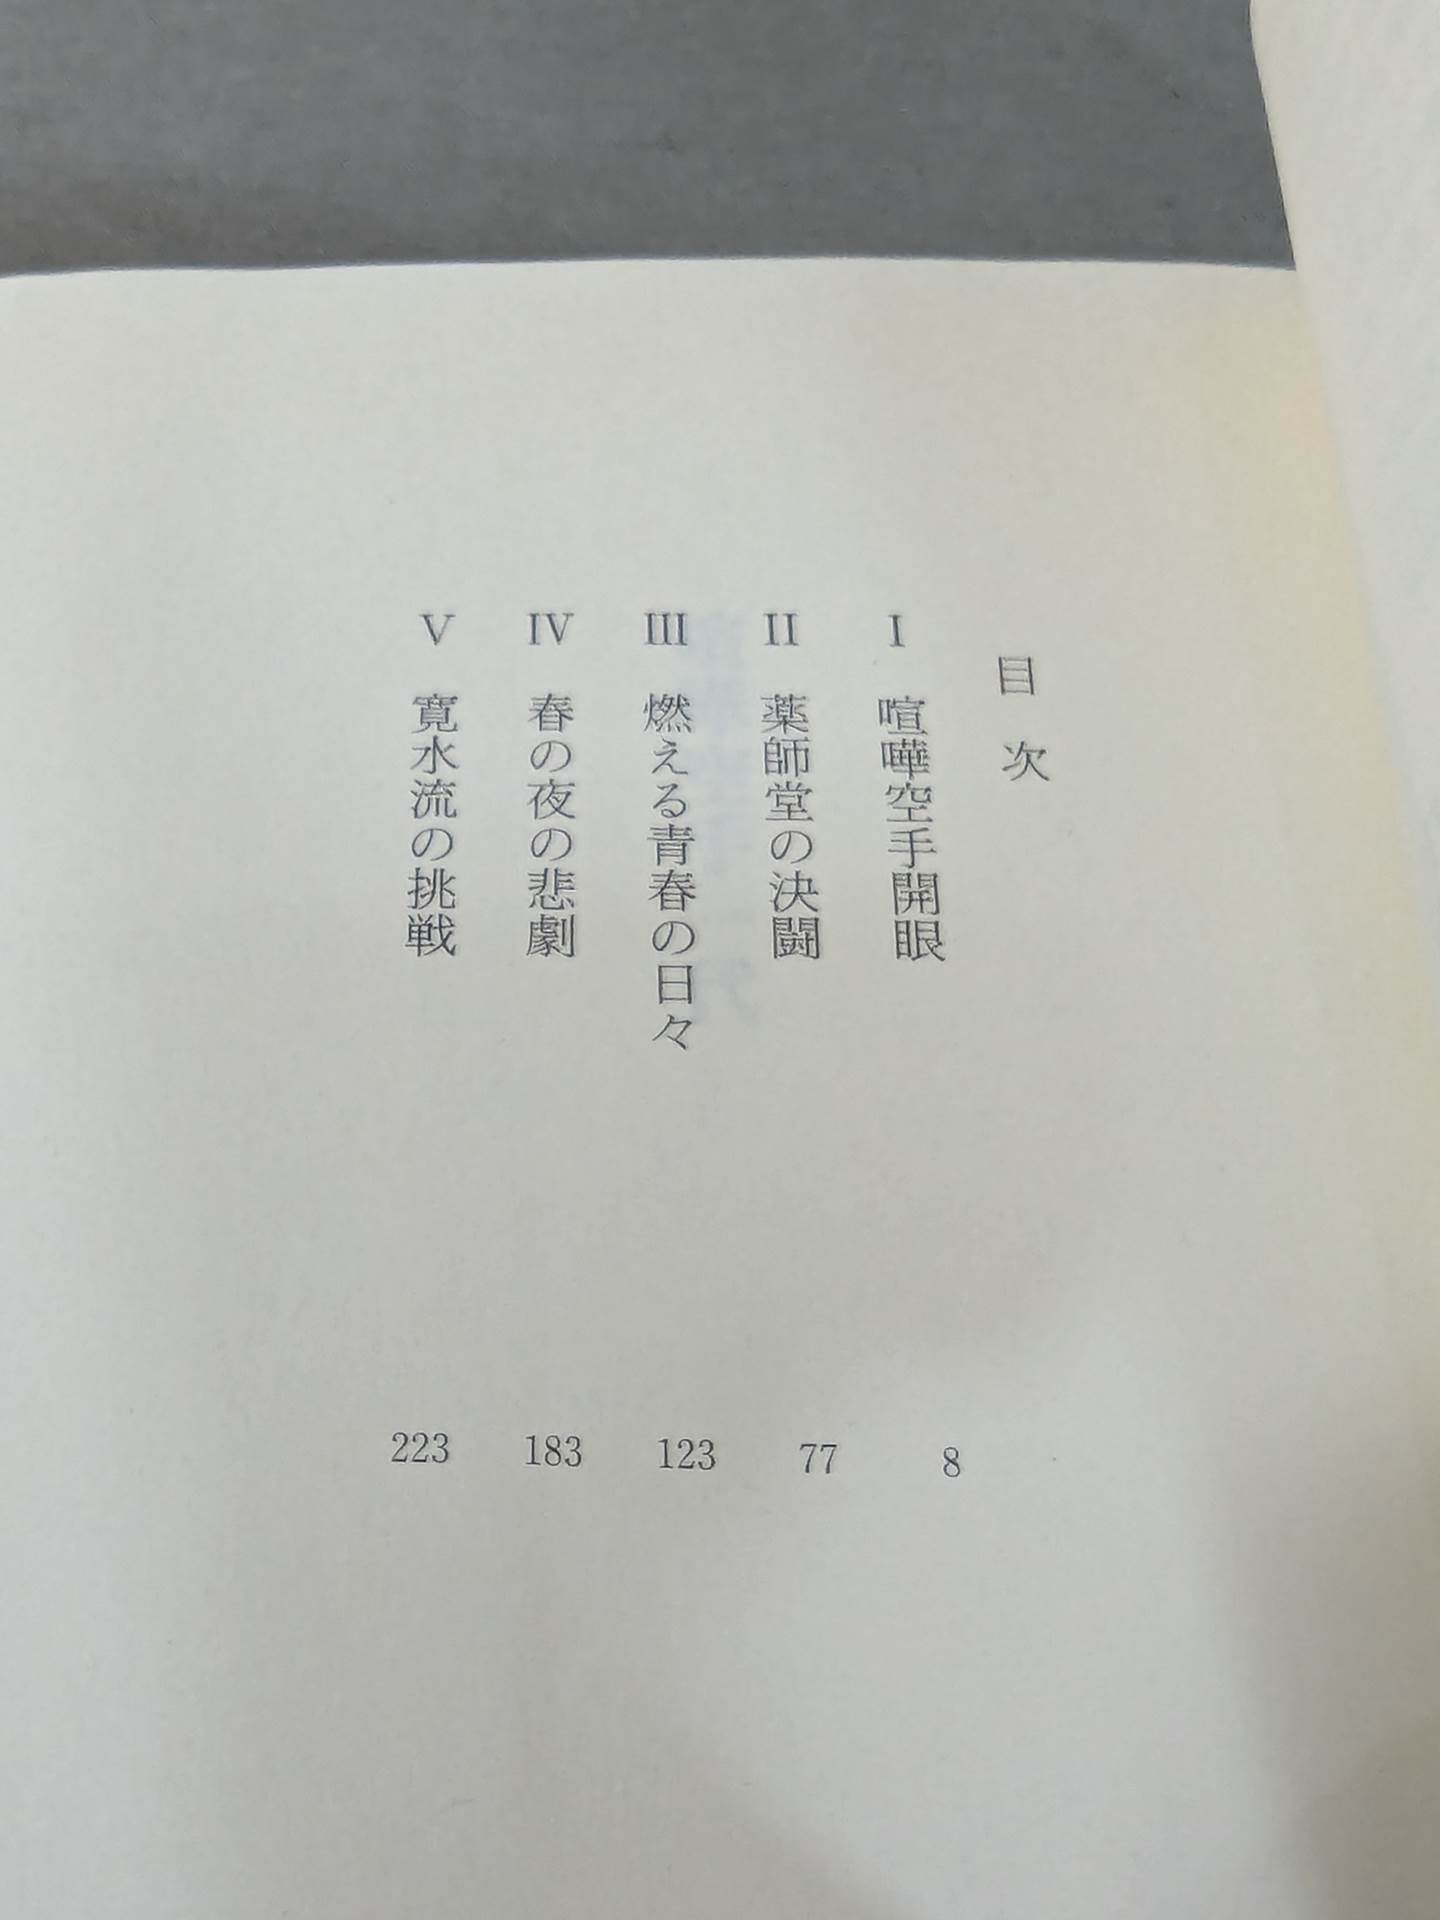 目次
I 喧嘩空手開眼 8
II 薬師堂の決闘 77
III 燃える青春の日々 123
IV 春の夜の悲劇 183
V 寛水流の挑戦 223